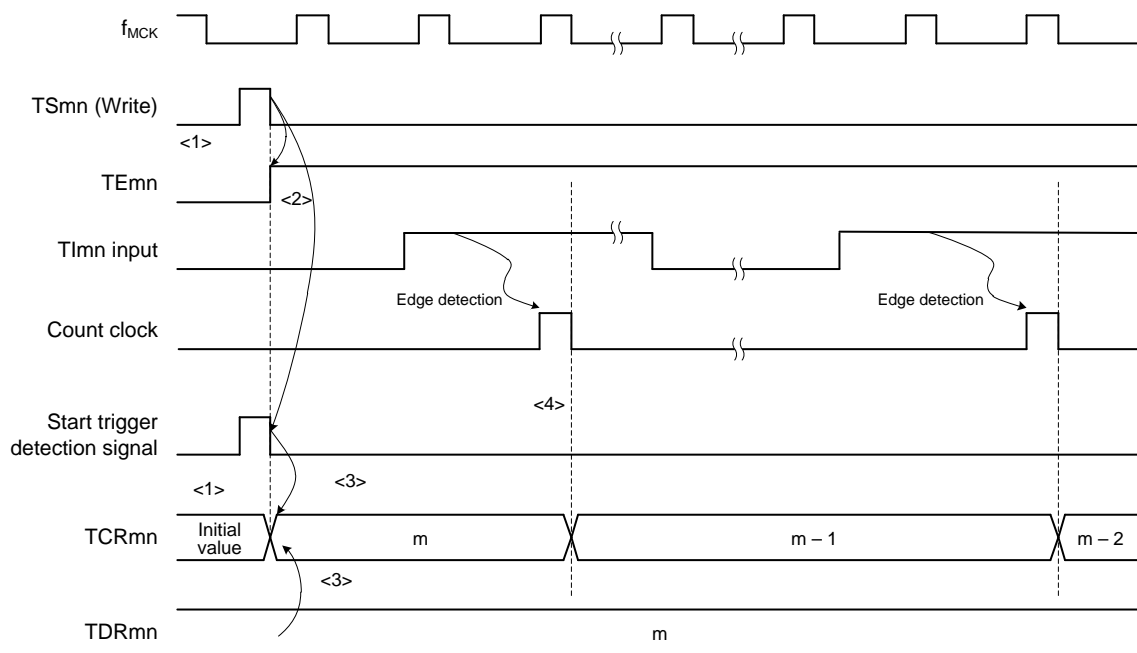 fMCK
TSmn (Write)
<1>
TEmn
<2>
TImn input
Edge detection
Edge detection
Count clock
<4>
Start trigger
detection signal
<1>
<3>
TCRmn
Initial
value
m
m – 1
m – 2
<3>
TDRmn
m